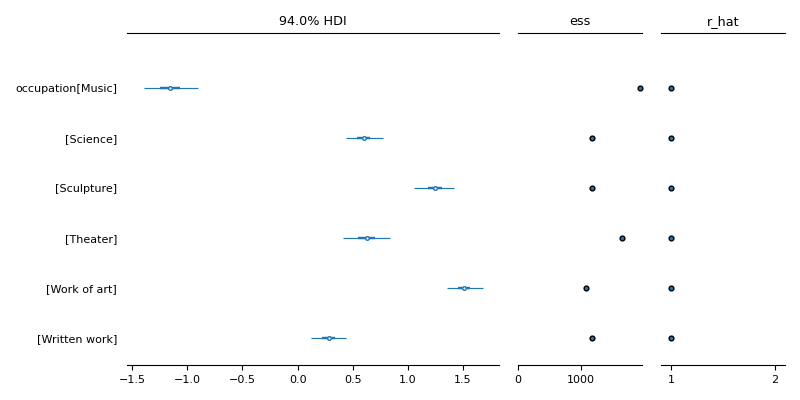 94.0% HDI ess r_hat
occupation[Music]
[Science]
[Sculpture]
[Theater]
[Work of art]
[Written work]
−1.5 −1.0 −0.5 0.0 0.5 1.0 1.5 0 1000 1 2